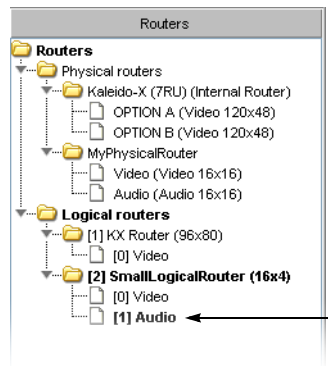 Routers
Routers
Physical routers
Kaleido-X (7RU) (Internal Router)
OPTION A (Video 120x48)
OPTION B (Video 120x48)
MyPhysicalRouter
Video (Video 16x16)
Audio (Audio 16x16)
Logical routers
[1] KX Router (96x80)
[0] Video
[2] SmallLogicalRouter (16x4)
[0] Video
[1] Audio